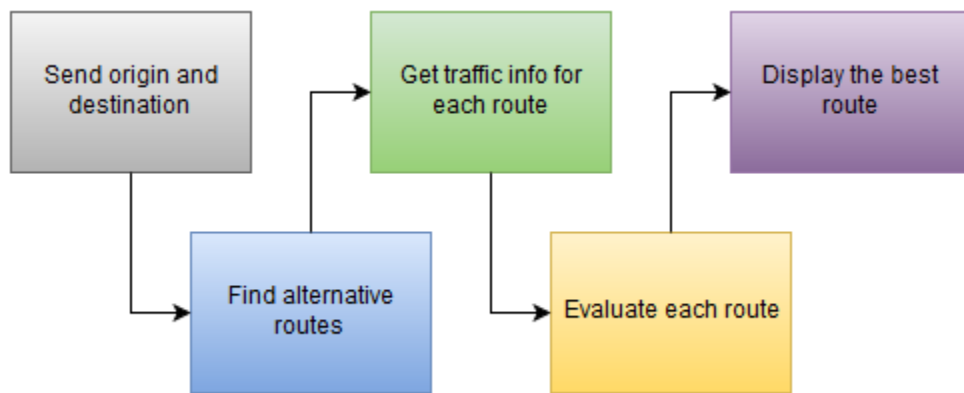 Send origin and
destination
Find alternative
routes
Get traffic info for
each route
Evaluate each route
Display the best
route